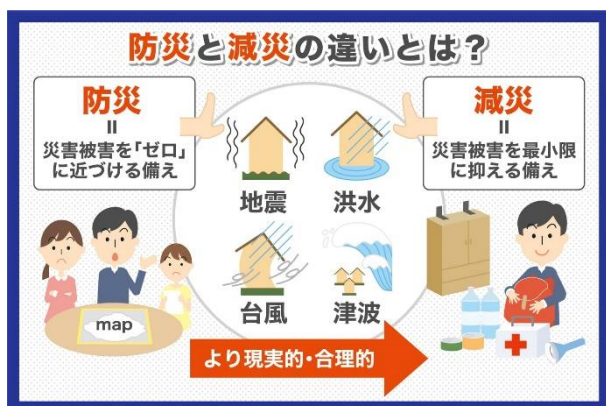 防災と減災の違いとは？
防災
=
災害被害を「ゼロ」
に近づける備え
減災
=
災害被害を最小限
に抑える備え
地震
洪水
台風
津波
map
より現実的・合理的